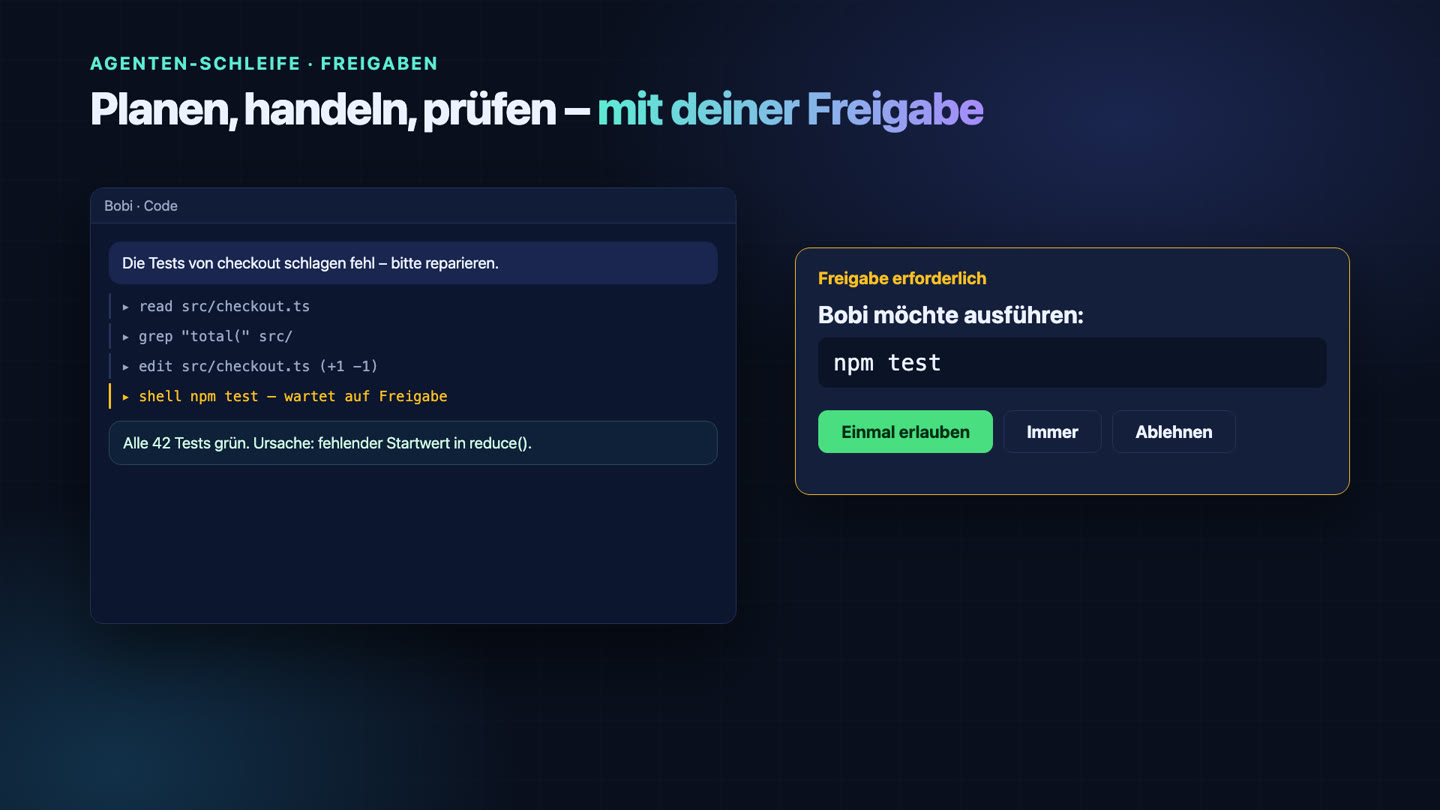 AGENTEN-SCHLEIFE · FREIGABEN
Planen, handeln, prüfen – mit deiner Freigabe
Bobi · Code
Die Tests von checkout schlagen fehl – bitte reparieren.
▸ read src/checkout.ts
▸ grep "total(" src/
▸ edit src/checkout.ts (+1 −1)
▸ shell npm test — wartet auf Freigabe
Alle 42 Tests grün. Ursache: fehlender Startwert in reduce().
Freigabe erforderlich
Bobi möchte ausführen:
npm test
Einmal erlauben
Immer
Ablehnen